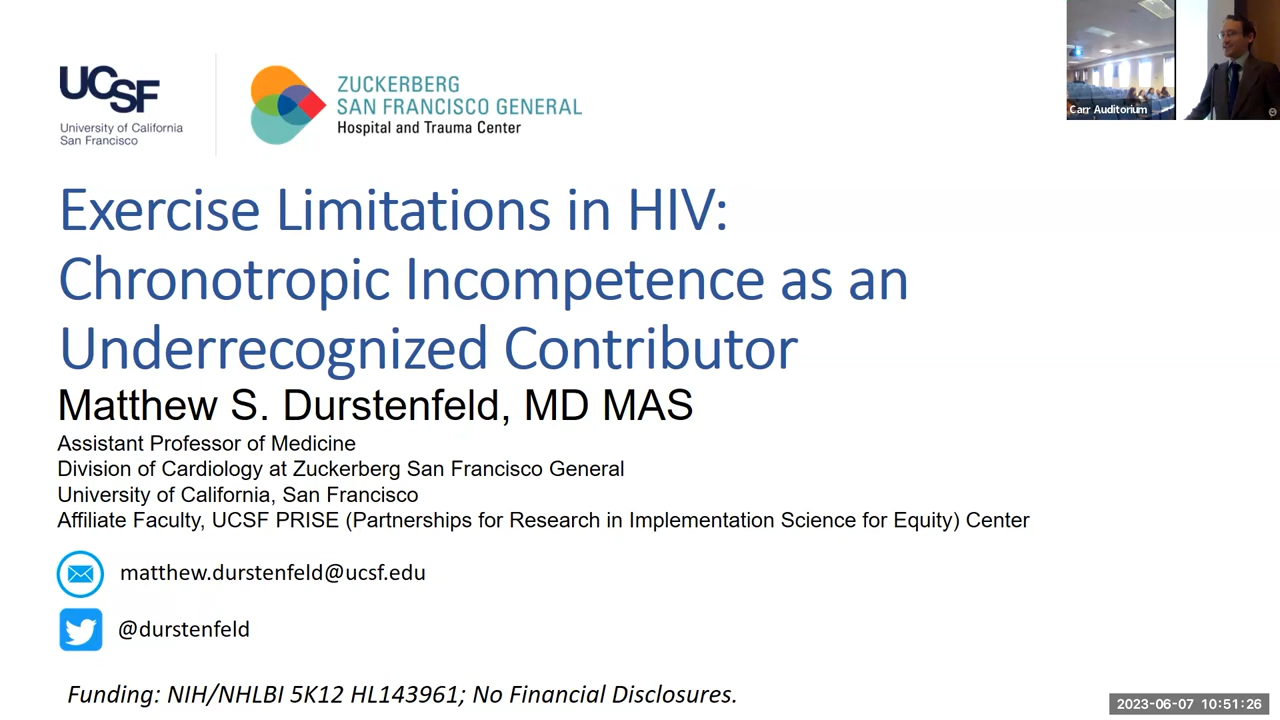 UCSF
University of California
San Francisco
ZUCKERBERG
SAN FRANCISCO GENERAL
Hospital and Trauma Center
Carr Auditorium
Exercise Limitations in HIV:
Chronotropic Incompetence as an
Underrecognized Contributor
Matthew S. Durstenfeld, MD MAS
Assistant Professor of Medicine
Division of Cardiology at Zuckerberg San Francisco General
University of California, San Francisco
Affiliate Faculty, UCSF PRISE (Partnerships for Research in Implementation Science for Equity) Center
matthew.durstenfeld@ucsf.edu
@durstenfeld
Funding: NIH/NHLBI 5K12 HL143961; No Financial Disclosures.
2023-06-07 10:51:26